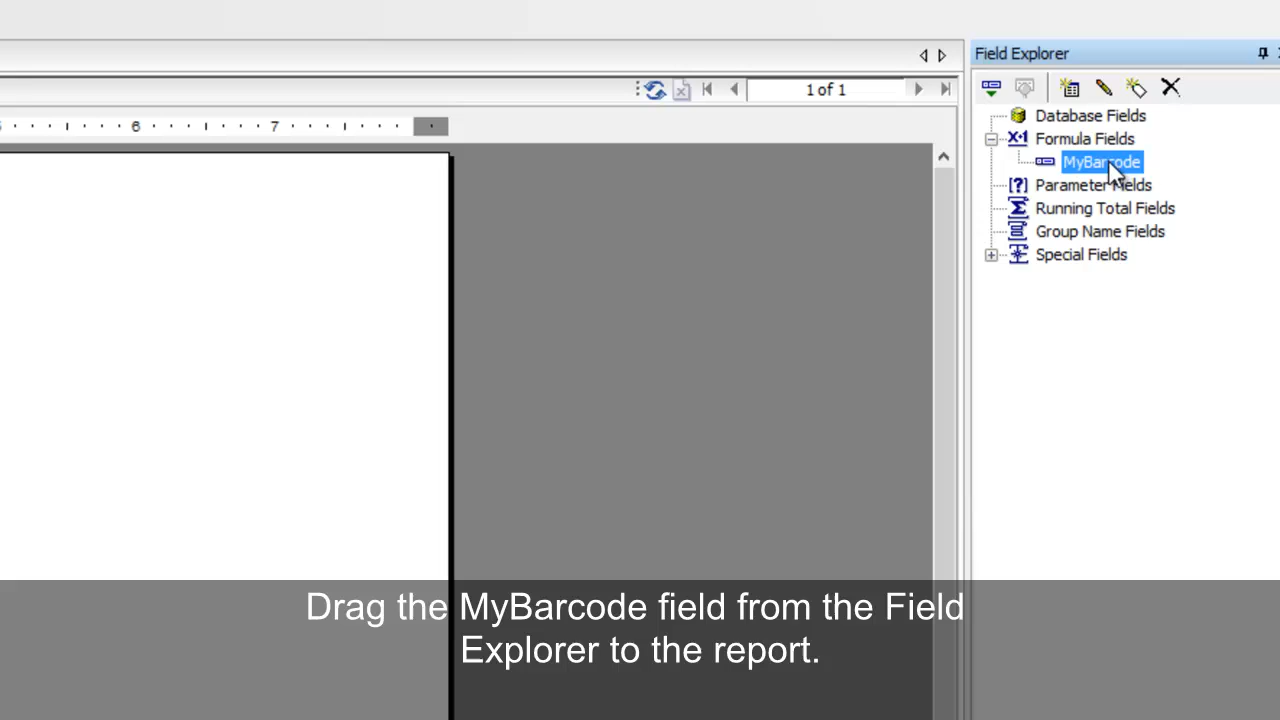 Field Explorer
1 of 1
6 7
Database Fields
Formula Fields
MyBarcode
Parameter Fields
Running Total Fields
Group Name Fields
Special Fields
Drag the MyBarcode field from the Field
Explorer to the report.